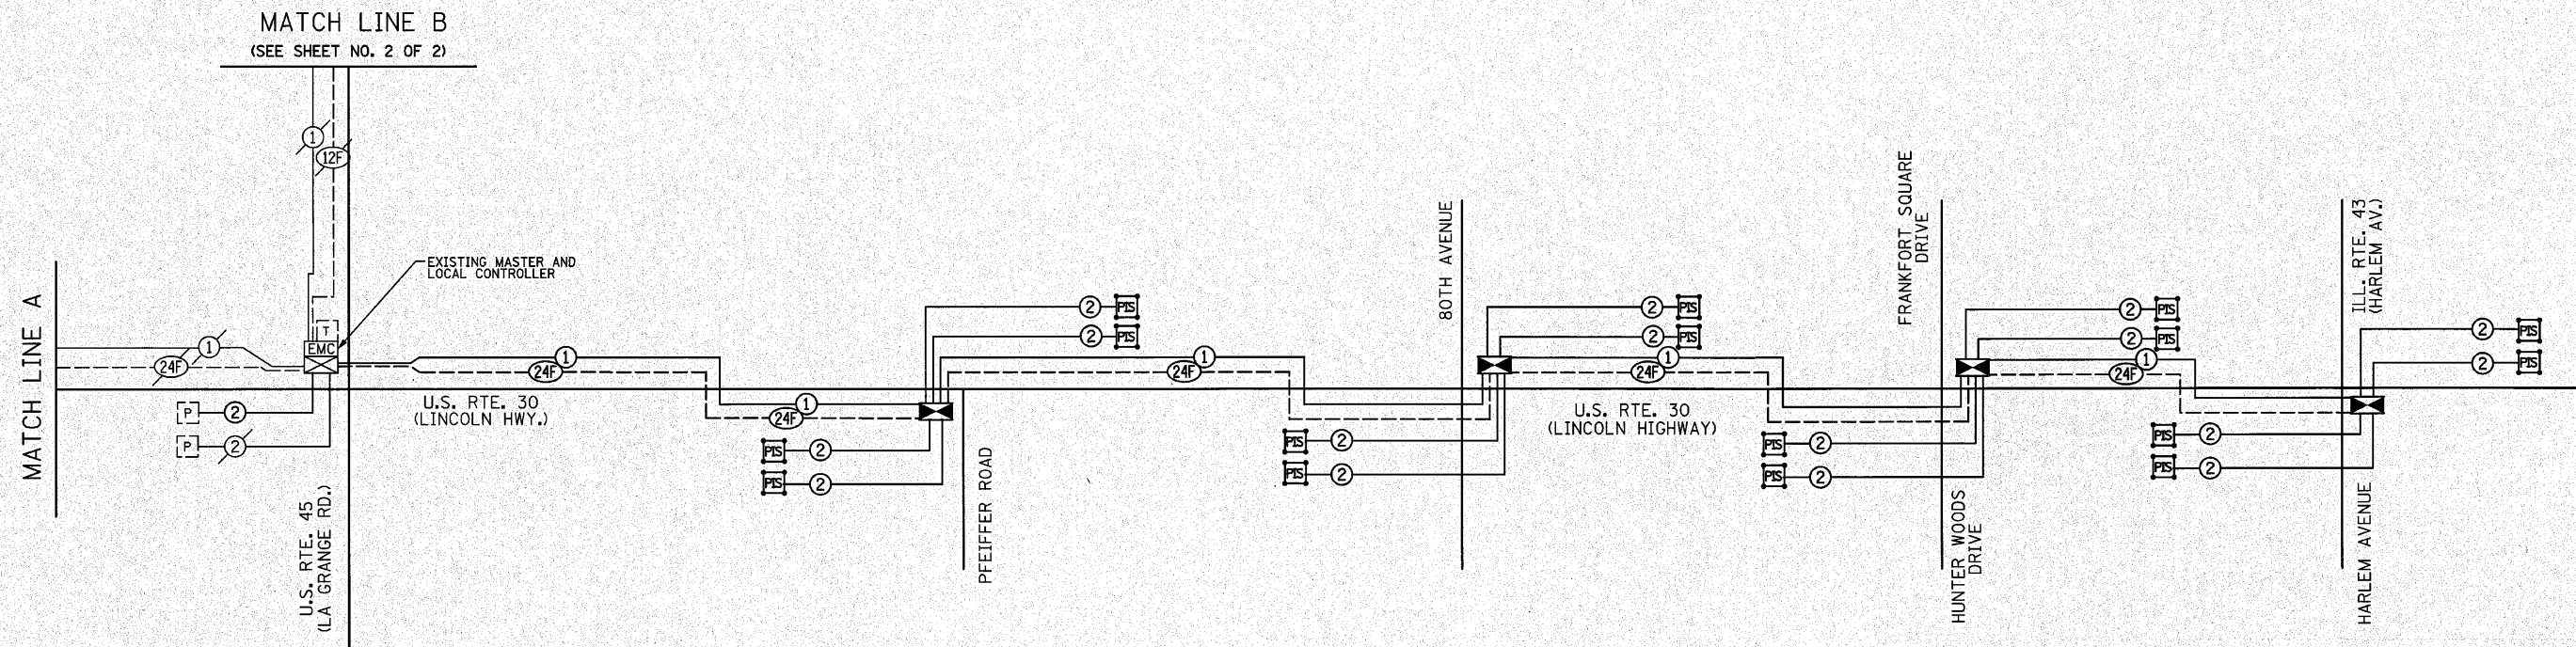 MATCH LINE B
(SEE SHEET NO. 2 OF 2)
1
12F
EXISTING MASTER AND
LOCAL CONTROLLER
T
EMC
MATCH LINE A
1
24F
P
2
P
2
U.S. RTE. 45
(LA GRANGE RD.)
1
24F
U.S. RTE. 30
(LINCOLN HWY.)
1
24F
2
PTS
2
PTS
PTS
2
PTS
2
PFEIFFER ROAD
1
24F
80TH AVENUE
2
PTS
2
PTS
PTS
2
PTS
2
1
24F
U.S. RTE. 30
(LINCOLN HIGHWAY)
FRANKFORT SQUARE
DRIVE
2
PTS
2
PTS
PTS
2
PTS
2
HUNTER WOODS
DRIVE
1
24F
ILL. RTE. 43
(HARLEM AV.)
2
PTS
2
PTS
PTS
2
PTS
2
HARLEM AVENUE